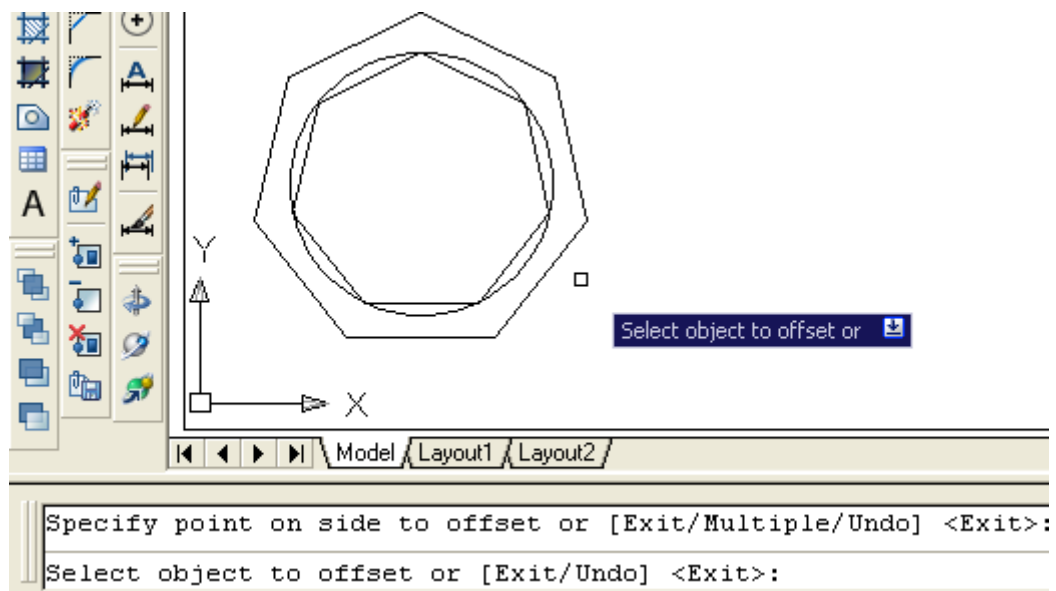 A
A
Y
X
Select object to offset or
Model Layout1 Layout2
Specify point on side to offset or [Exit/Multiple/Undo] <Exit>:
Select object to offset or [Exit/Undo] <Exit>: